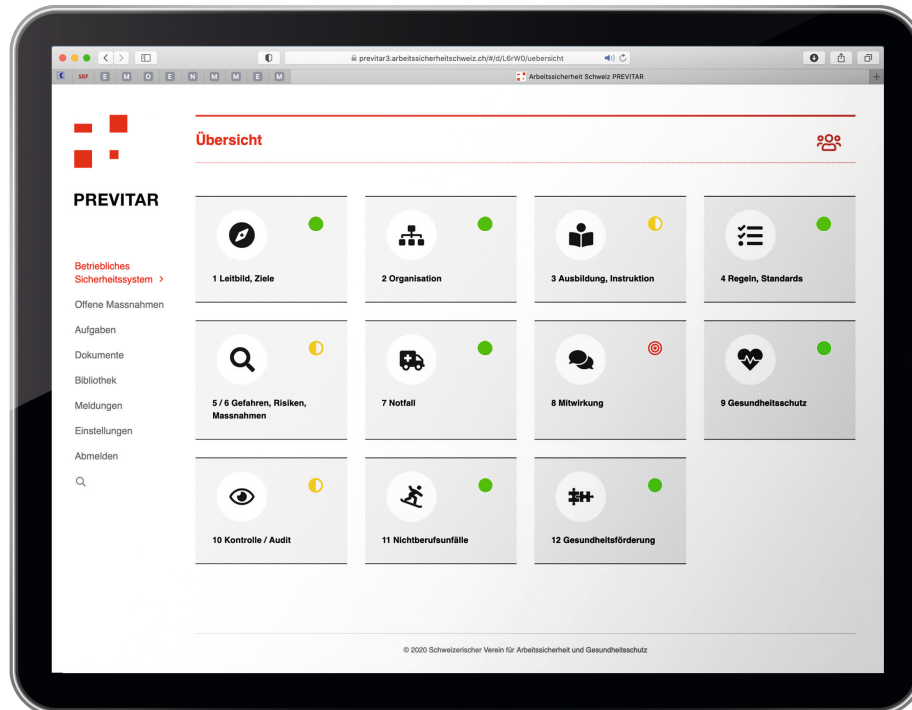 previtar3.arbeitssicherheitschweiz.ch/#/d/L6rW0/uebersicht
SRF E M O E N M M E M
Arbeitssicherheit Schweiz PREVITAR
Übersicht
PREVITAR
Betriebliches
Sicherheitssystem >
Offene Massnahmen
Aufgaben
Dokumente
Bibliothek
Meldungen
Einstellungen
Abmelden
1 Leitbild, Ziele
2 Organisation
3 Ausbildung, Instruktion
4 Regeln, Standards
5 / 6 Gefahren, Risiken,
Massnahmen
7 Notfall
8 Mitwirkung
9 Gesundheitsschutz
10 Kontrolle / Audit
11 Nichtberufsunfälle
12 Gesundheitsförderung
© 2020 Schweizerischer Verein für Arbeitssicherheit und Gesundheitsschutz